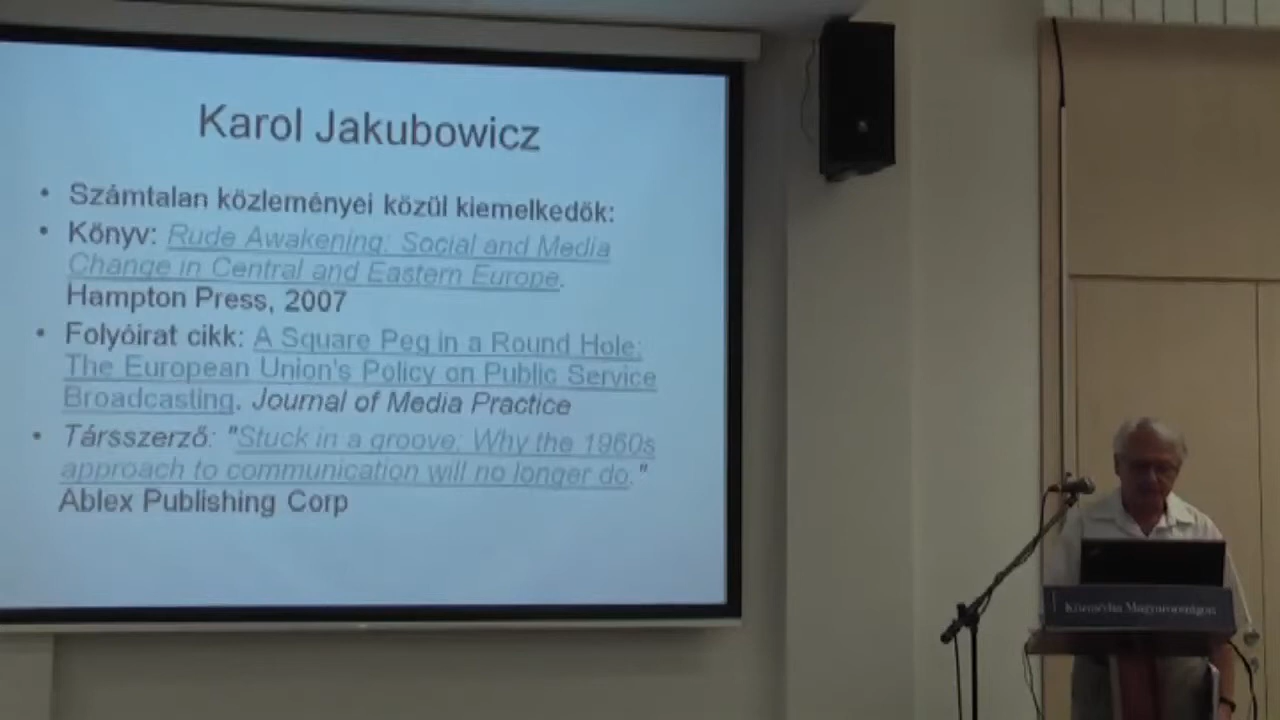 Karol Jakubowicz
• Számtalan közleményei közül kiemelkedők:
• Könyv: Rude Awakening: Social and Media
Change in Central and Eastern Europe.
Hampton Press, 2007
• Folyóirat cikk: A Square Peg in a Round Hole:
The European Union's Policy on Public Service
Broadcasting. Journal of Media Practice
• Társszerző: "Stuck in a groove: Why the 1960s
approach to communication will no longer do."
Ablex Publishing Corp
Közmédia Magyarországon